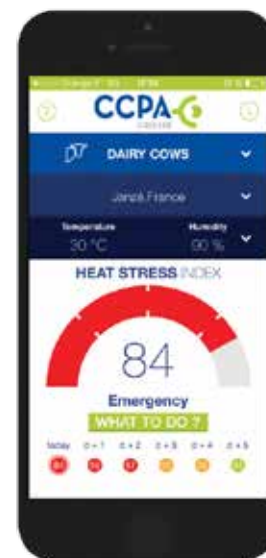 CCPA
DAIRY COWS
Janzé, France
Temperature Humidity
30 °C 90 %
HEAT STRESS INDEX
84
Emergency
WHAT TO DO ?
today d + 1 d + 2 d + 3 d + 4 d + 5
84